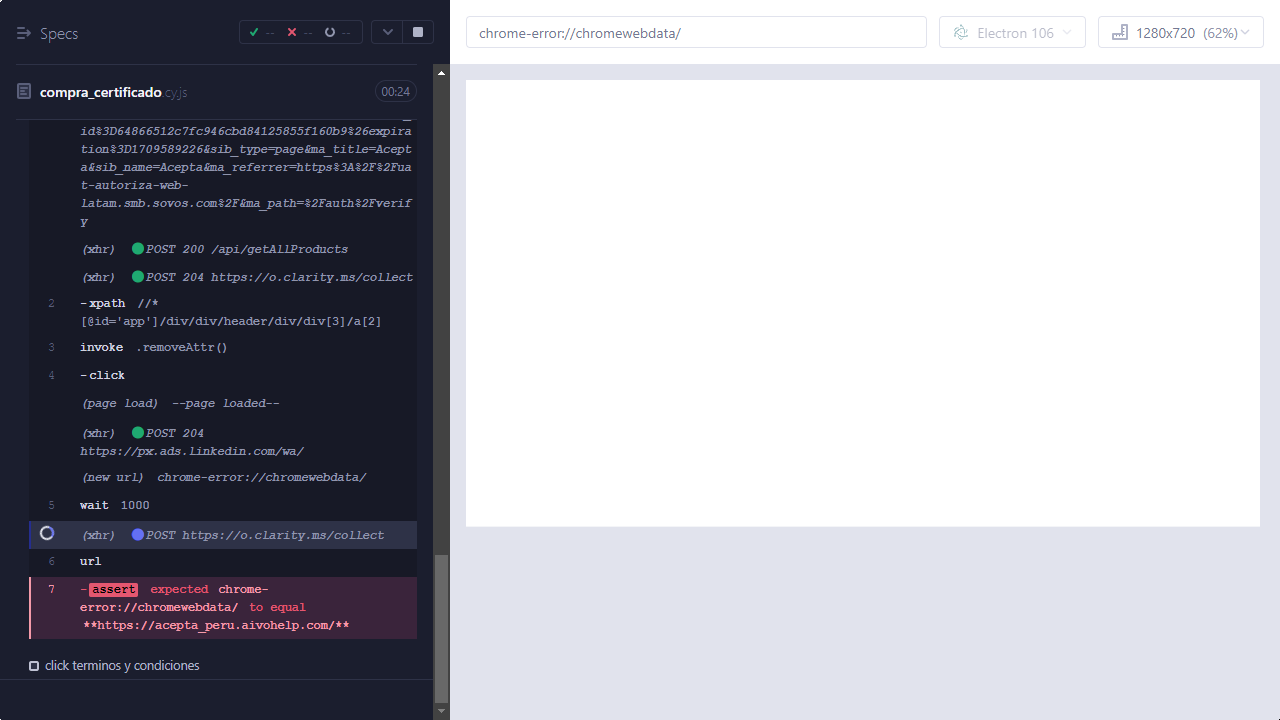 Specs
-- -- --
chrome-error://chromewebdata/
Electron 106
1280x720 (62%)
compra_certificado.cy.js
00:24
id%3D64866512c7fc946cbd84125855f160b9%26expira
tion%3D1709589226&sib_type=page&ma_title=Acept
a&sib_name=Acepta&ma_referrer=https%3A%2F%2Fua
t-autoriza-web-
latam.smb.sovos.com%2F&ma_path=%2Fauth%2Fverif
y
(xhr) POST 200 /api/getAllProducts
(xhr) POST 204 https://o.clarity.ms/collect
2 -xpath //*
[@id='app']/div/div/header/div/div[3]/a[2]
3 invoke .removeAttr()
4 -click
(page load) --page loaded--
(xhr) POST 204
https://px.ads.linkedin.com/wa/
(new url) chrome-error://chromewebdata/
5 wait 1000
(xhr) POST https://o.clarity.ms/collect
6 url
7 -assert expected chrome-
error://chromewebdata/ to equal
**https://acepta_peru.aivohelp.com/**
click terminos y condiciones